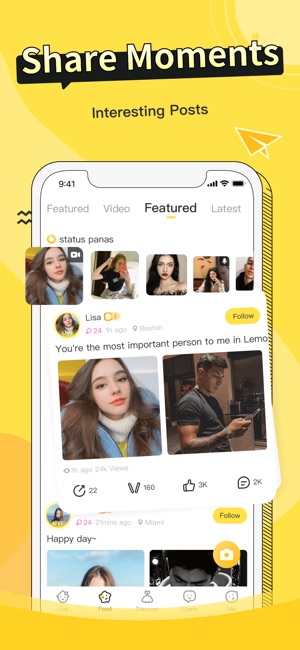 Share Moments
Interesting Posts
9:41
Featured Video Featured Latest
status panas
Lisa 1
24 1h ago Boston
Follow
You're the most important person to me in Lemo
1h ago 24k Views
22 160 3K 2K
24 21mins ago Miami
Follow
Happy day~
Live Feed Discover Chats Me